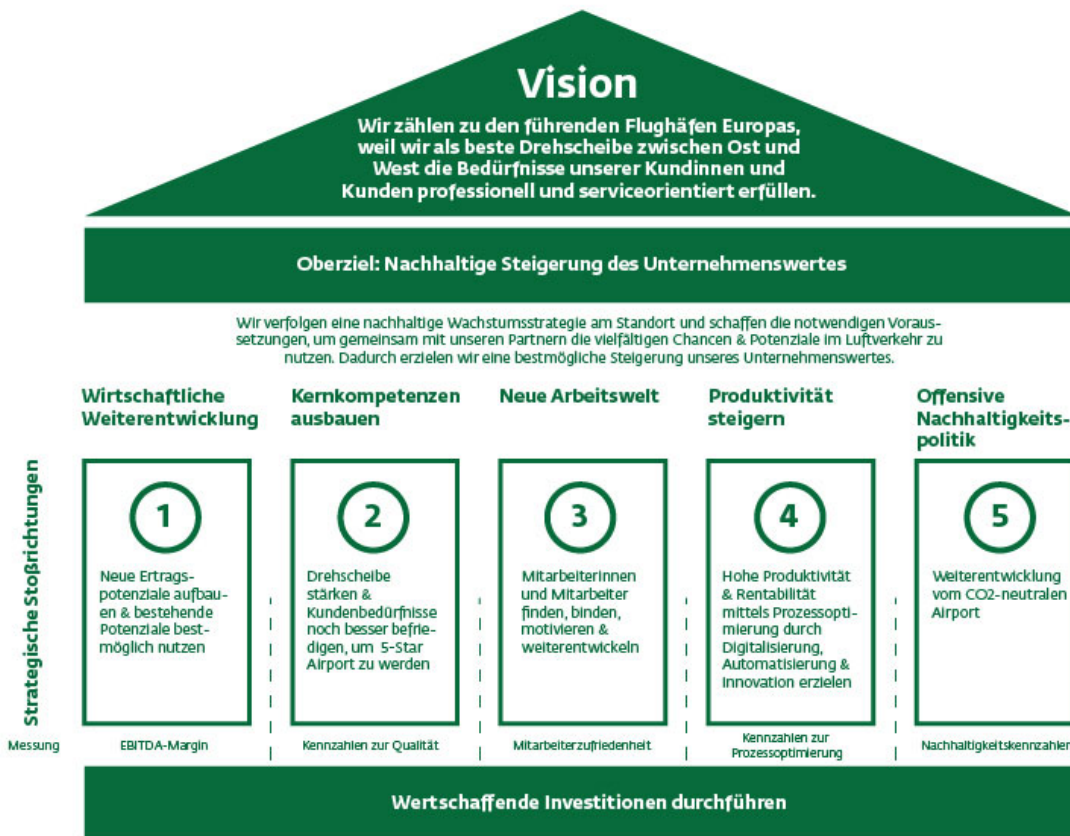 Vision
Wir zählen zu den führenden Flughäfen Europas,
weil wir als beste Drehscheibe zwischen Ost und
West die Bedürfnisse unserer Kundinnen und
Kunden professionell und serviceorientiert erfüllen.
Oberziel: Nachhaltige Steigerung des Unternehmenswertes
Wir verfolgen eine nachhaltige Wachstumsstrategie am Standort und schaffen die notwendigen Voraus-
setzungen, um gemeinsam mit unseren Partnern die vielfältigen Chancen & Potenziale im Luftverkehr zu
nutzen. Dadurch erzielen wir eine bestmögliche Steigerung unseres Unternehmenswertes.
Strategische Stoßrichtungen
Wirtschaftliche
Weiterentwicklung
1
Neue Ertrags-
potenziale aufbau-
en & bestehende
Potenziale best-
möglich nutzen
Kernkompetenzen
ausbauen
2
Drehscheibe
stärken &
Kundenbedürfnisse
noch besser befrie-
digen, um 5-Star
Airport zu werden
Neue Arbeitswelt
3
Mitarbeiterinnen
und Mitarbeiter
finden, binden,
motivieren &
weiterentwickeln
Produktivität
steigern
4
Hohe Produktivität
& Rentabilität
mittels Prozessopti-
mierung durch
Digitalisierung,
Automatisierung &
Innovation erzielen
Offensive
Nachhaltigkeits-
politik
5
Weiterentwicklung
vom CO2-neutralen
Airport
Messung
EBITDA-Margin
Kennzahlen zur Qualität
Mitarbeiterzufriedenheit
Kennzahlen zur
Prozessoptimierung
Nachhaltigkeitskennzahlen
Wertschaffende Investitionen durchführen